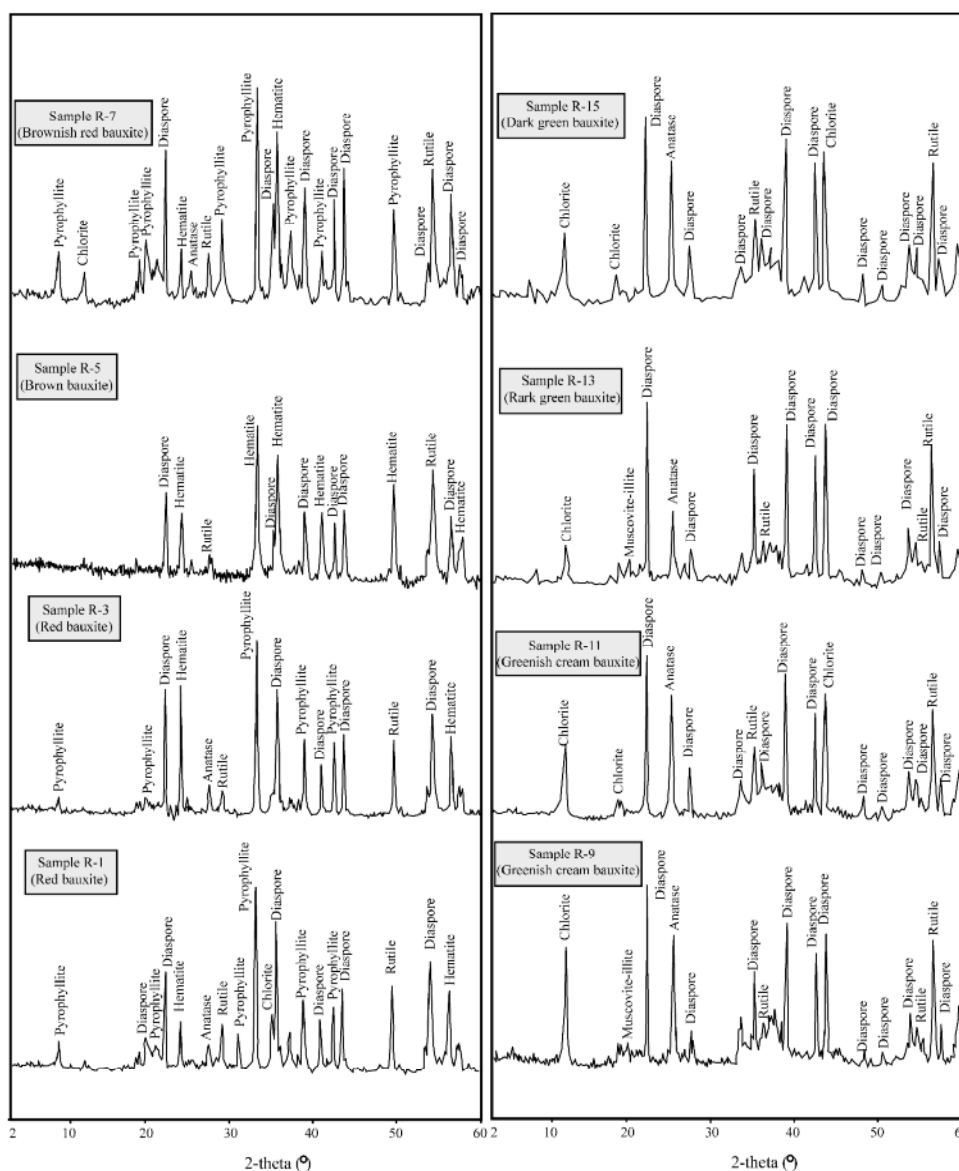 Sample R-7
(Brownish red bauxite)
Pyrophyllite
Chlorite
Pyrophyllite
Pyrophyllite
Diaspore
Hematite
Anatase
Rutile
Pyrophyllite
Pyrophyllite
Diaspore
Hematite
Pyrophyllite
Diaspore
Pyrophyllite
Diaspore
Diaspore
Pyrophyllite
Diaspore
Rutile
Diaspore
Diaspore
Sample R-5
(Brown bauxite)
Diaspore
Hematite
Rutile
Hematite
Diaspore
Hematite
Diaspore
Hematite
Diaspore
Diaspore
Hematite
Rutile
Diaspore
Hematite
Sample R-3
(Red bauxite)
Pyrophyllite
Pyrophyllite
Diaspore
Hematite
Anatase
Rutile
Pyrophyllite
Diaspore
Pyrophyllite
Diaspore
Pyrophyllite
Diaspore
Rutile
Diaspore
Hematite
Sample R-1
(Red bauxite)
Pyrophyllite
Diaspore
Pyrophyllite
Diaspore
Hematite
Anatase
Rutile
Pyrophyllite
Pyrophyllite
Chlorite
Diaspore
Pyrophyllite
Diaspore
Pyrophyllite
Diaspore
Rutile
Diaspore
Hematite
2 10 20 30 40 50 60
2-theta (°)
Sample R-15
(Dark green bauxite)
Chlorite
Chlorite
Diaspore
Anatase
Diaspore
Diaspore
Rutile
Diaspore
Diaspore
Diaspore
Chlorite
Diaspore
Diaspore
Diaspore
Diaspore
Rutile
Diaspore
Sample R-13
(Rark green bauxite)
Chlorite
Muscovite-illite
Diaspore
Anatase
Diaspore
Diaspore
Rutile
Diaspore
Diaspore
Diaspore
Diaspore
Diaspore
Diaspore
Rutile
Rutile
Diaspore
Sample R-11
(Greenish cream bauxite)
Chlorite
Chlorite
Diaspore
Anatase
Diaspore
Diaspore
Rutile
Diaspore
Diaspore
Diaspore
Chlorite
Diaspore
Diaspore
Diaspore
Diaspore
Rutile
Diaspore
Sample R-9
(Greenish cream bauxite)
Chlorite
Muscovite-illite
Diaspore
Anatase
Diaspore
Diaspore
Rutile
Diaspore
Diaspore
Diaspore
Diaspore
Diaspore
Diaspore
Rutile
Rutile
Diaspore
2 10 20 30 40 50 6
2-theta (°)